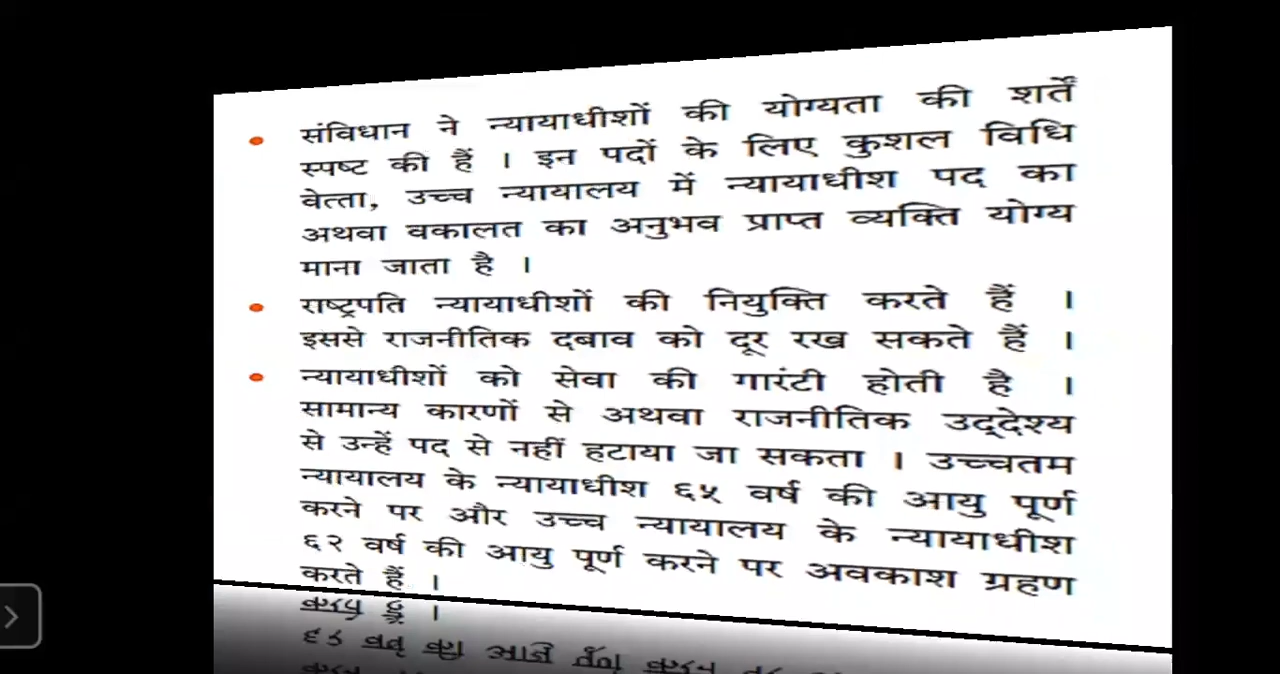 • संविधान ने न्यायाधीशों की योग्यता की शर्तें
स्पष्ट की हैं । इन पदों के लिए कुशल विधि
वेत्ता, उच्च न्यायालय में न्यायाधीश पद का
अथवा वकालत का अनुभव प्राप्त व्यक्ति योग्य
माना जाता है ।
• राष्ट्रपति न्यायाधीशों की नियुक्ति करते हैं ।
इससे राजनीतिक दबाव को दूर रख सकते हैं ।
• न्यायाधीशों को सेवा की गारंटी होती है ।
सामान्य कारणों से अथवा राजनीतिक उद्‌देश्य
से उन्हें पद से नहीं हटाया जा सकता । उच्चतम
न्यायालय के न्यायाधीश ६५ वर्ष की आयु पूर्ण
करने पर और उच्च न्यायालय के न्यायाधीश
६२ वर्ष की आयु पूर्ण करने पर अवकाश ग्रहण
करते हैं ।